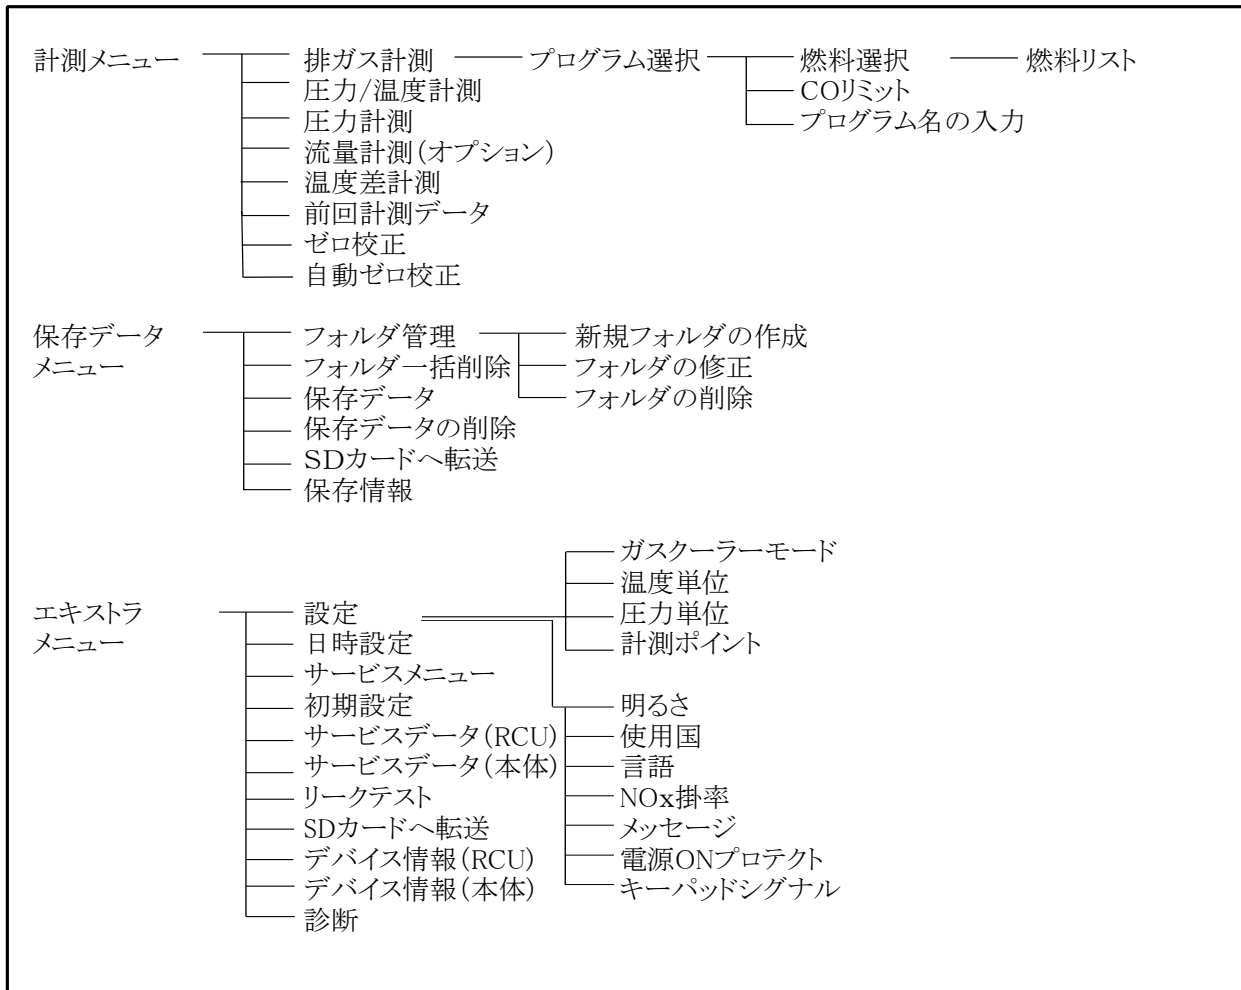 計測メニュー 排ガス計測 プログラム選択 燃料選択 燃料リスト
圧力/温度計測 COリミット
圧力計測 プログラム名の入力
流量計測(オプション)
温度差計測
前回計測データ
ゼロ校正
自動ゼロ校正
保存データ フォルダ管理 新規フォルダの作成
メニュー フォルダ一括削除 フォルダの修正
保存データ フォルダの削除
保存データの削除
SDカードへ転送
保存情報
ガスクーラーモード
温度単位
エキストラ 設定 圧力単位
メニュー 日時設定 計測ポイント
サービスメニュー
初期設定 明るさ
サービスデータ(RCU) 使用国
サービスデータ(本体) 言語
リークテスト NOx掛率
SDカードへ転送 メッセージ
デバイス情報(RCU) 電源ONプロテクト
デバイス情報(本体) キーパッドシグナル
診断